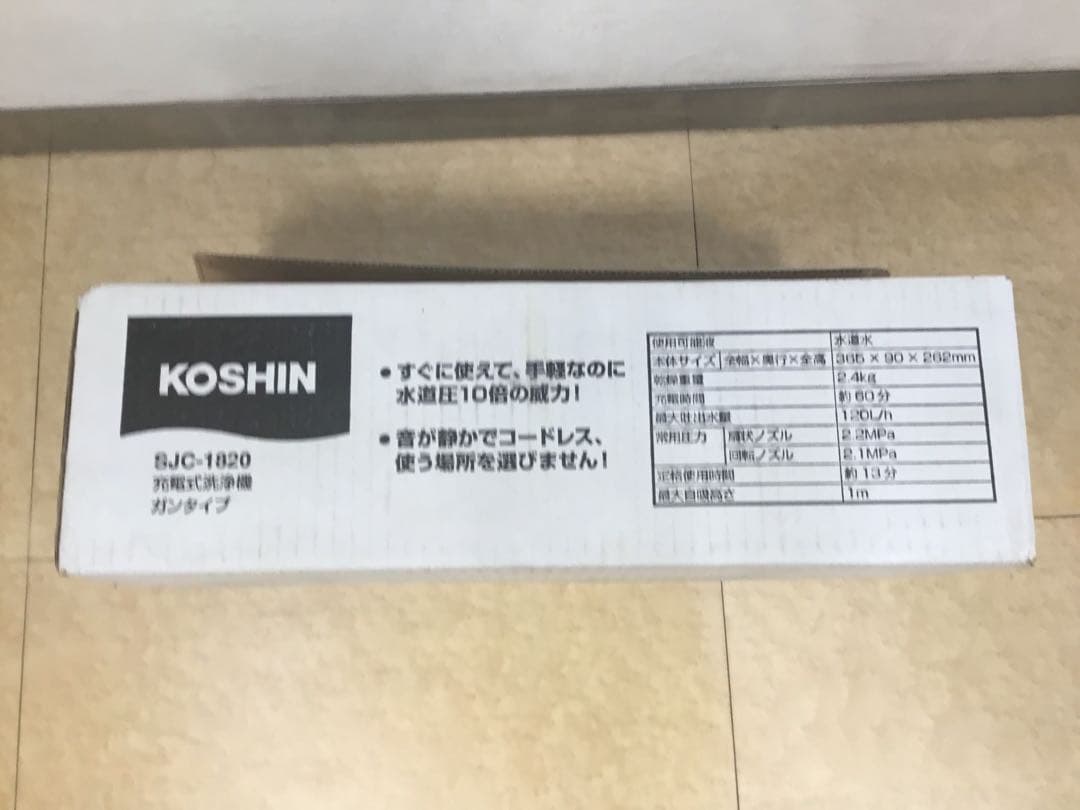 KOSHIN
SJC-1820
充電式洗浄機
ガンタイプ
● すぐに使えて、手軽なのに
水道圧10倍の威力!
● 音が静かでコードレス、
使う場所を選びません!
使用可能液 水道水
本体サイズ 全幅×奥行×全高 365×90×262mm
乾燥重量 2.4kg
充電時間 約60分
最大吐出水量 120L/h
常用圧力 扇状ノズル 2.2MPa
回転ノズル 2.1MPa
定格使用時間 約13分
最大自吸高さ 1m